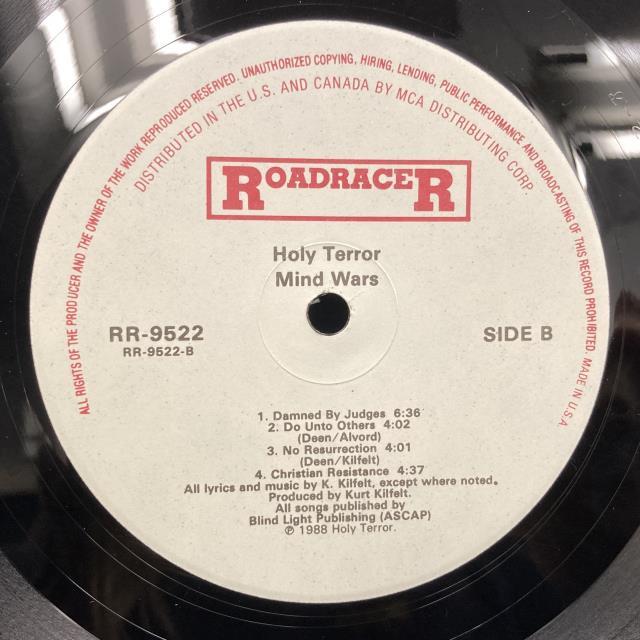 ALL RIGHTS OF THE PRODUCER AND THE OWNER OF THE WORK REPRODUCED RESERVED. UNAUTHORIZED COPYING, HIRING, LENDING, PUBLIC PERFORMANCE AND BROADCASTING OF THIS RECORD PROHIBITED. MADE IN U.S.A.
DISTRIBUTED IN THE U.S. AND CANADA BY MCA DISTRIBUTING CORP.
ROADRACER
Holy Terror
Mind Wars
RR-9522
RR-9522-B
SIDE B
1. Damned By Judges 6:36
2. Do Unto Others 4:02
(Deen/Alvord)
3. No Resurrection 4:01
(Deen/Kilfelt)
4. Christian Resistance 4:37
All lyrics and music by K. Kilfelt, except where noted.
Produced by Kurt Kilfelt.
All songs published by
Blind Light Publishing (ASCAP)
℗ 1988 Holy Terror.